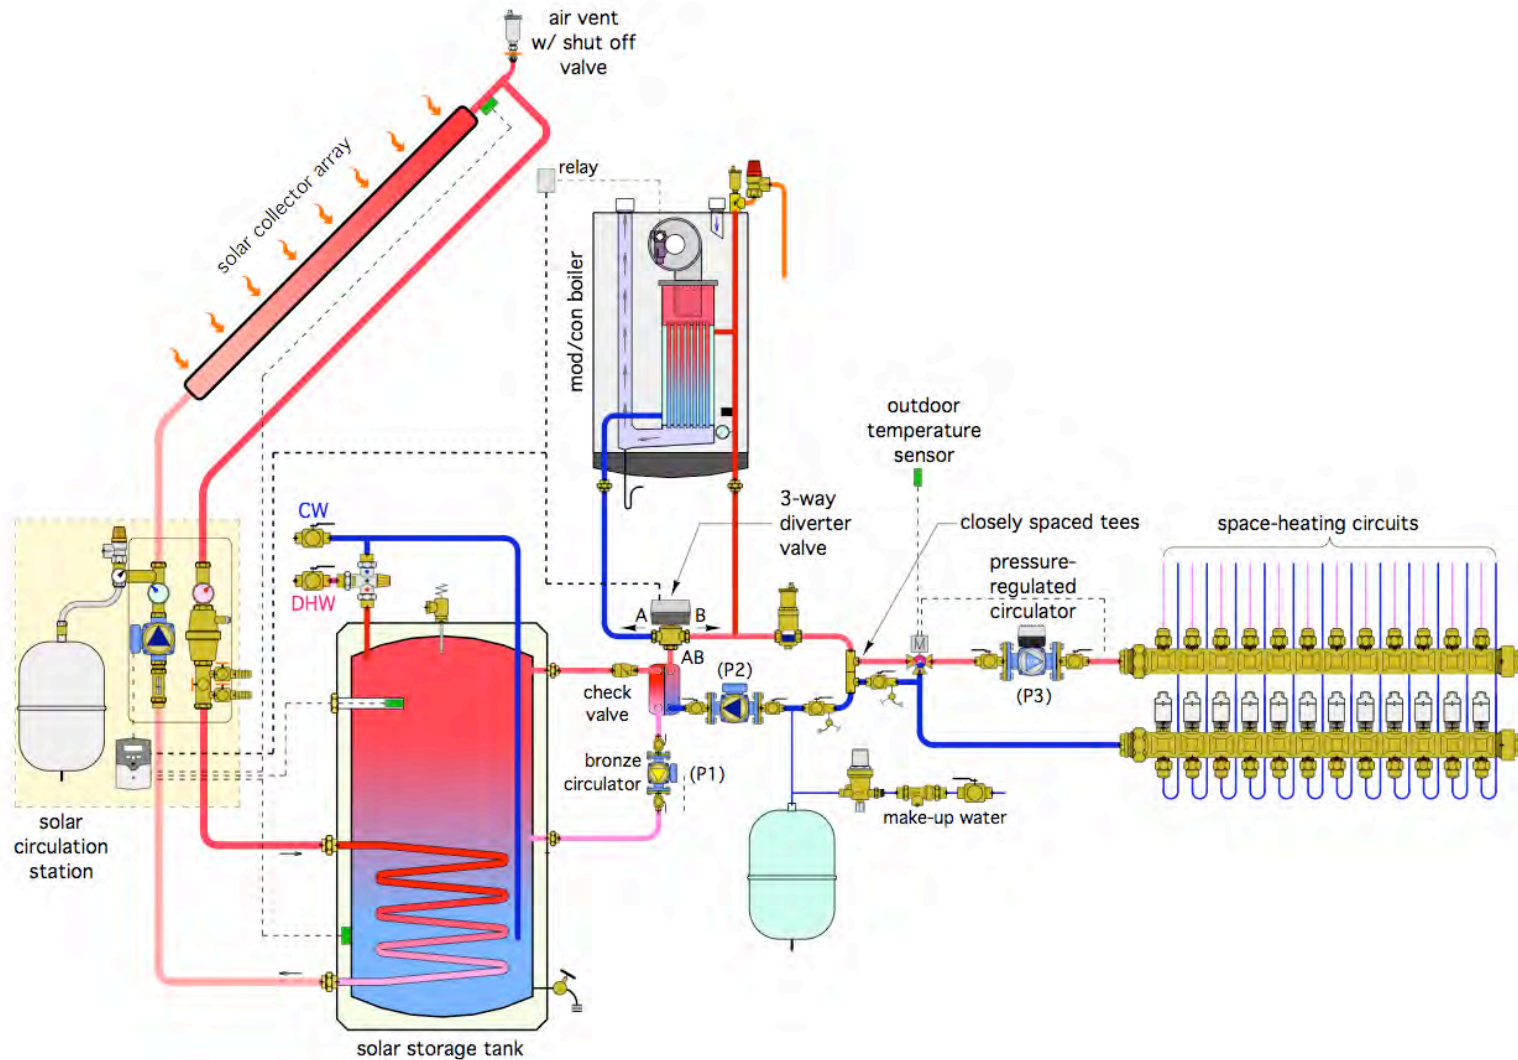 air vent
w/ shut off
valve
solar collector array
relay
mod/con boiler
outdoor
temperature
sensor
CW
DHW
3-way
diverter
valve
closely spaced tees
space-heating circuits
pressure-
regulated
circulator
A
B
AB
M
(P2)
(P3)
check
valve
bronze
circulator
(P1)
make-up water
solar
circulation
station
solar storage tank